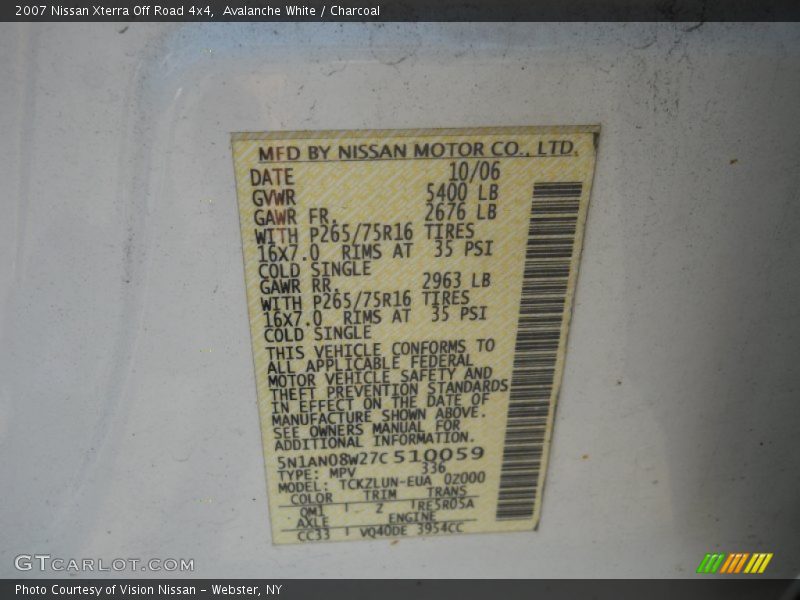 2007 Nissan Xterra Off Road 4x4, Avalanche White / Charcoal
MFD BY NISSAN MOTOR CO., LTD.
DATE 10/06
GVWR 5400 LB
GAWR FR. 2676 LB
WITH P265/75R16 TIRES
16X7.0 RIMS AT 35 PSI
COLD SINGLE
GAWR RR. 2963 LB
WITH P265/75R16 TIRES
16X7.0 RIMS AT 35 PSI
COLD SINGLE
THIS VEHICLE CONFORMS TO
ALL APPLICABLE FEDERAL
MOTOR VEHICLE SAFETY AND
THEFT PREVENTION STANDARDS
IN EFFECT ON THE DATE OF
MANUFACTURE SHOWN ABOVE.
SEE OWNERS MANUAL FOR
ADDITIONAL INFORMATION.
5N1AN08W27C510059
TYPE: MPV 336
MODEL: TCKZLUN-EUA 0Z000
COLOR TRIM TRANS
QM1 Z RE5R05A
AXLE ENGINE
CC33 VQ40DE 3954CC
GTCARLOT.COM
Photo Courtesy of Vision Nissan – Webster, NY